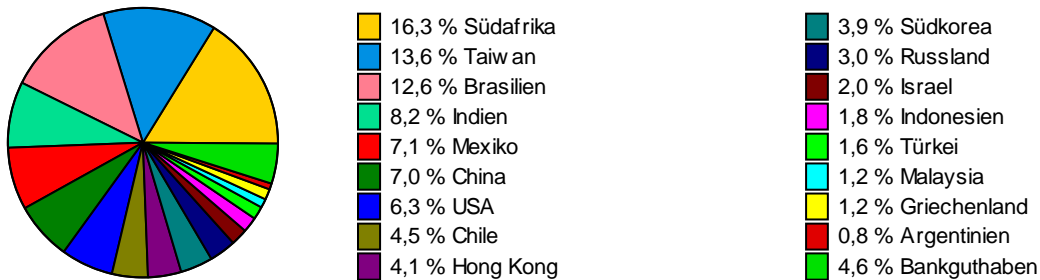 16,3 % Südafrika
13,6 % Taiwan
12,6 % Brasilien
8,2 % Indien
7,1 % Mexiko
7,0 % China
6,3 % USA
4,5 % Chile
4,1 % Hong Kong
3,9 % Südkorea
3,0 % Russland
2,0 % Israel
1,8 % Indonesien
1,6 % Türkei
1,2 % Malaysia
1,2 % Griechenland
0,8 % Argentinien
4,6 % Bankguthaben